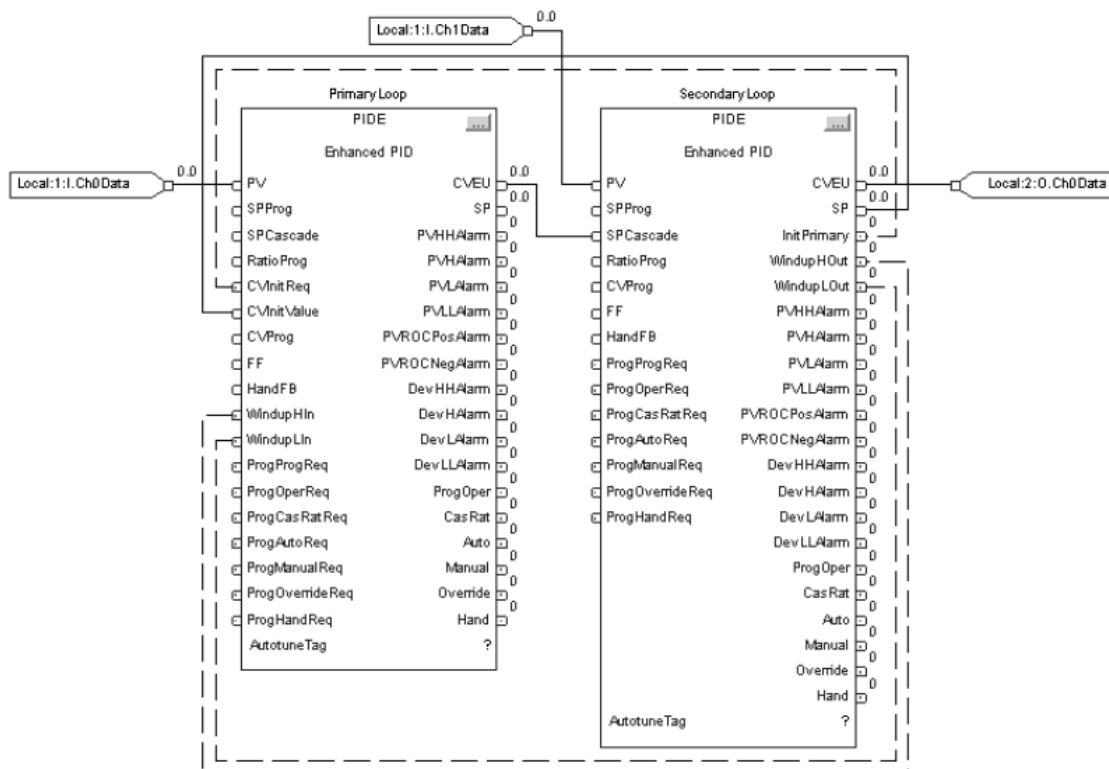 Local:1:I.Ch1Data 0.0
Local:1:I.Ch0Data 0.0
PrimaryLoop
PIDE ...
Enhanced PID
PV CVEU 0.0
SPProg SP 0.0
SPCascade PVHHAlarm 0
RatioProg PVHAlarm 0
CVInitReq PVLAlarm 0
CVInitValue PVLLAlarm 0
CVProg PVROCPosAlarm 0
FF PVROCNegAlarm 0
HandFB DevHHAlarm 0
WindupHIn DevHAlarm 0
WindupLIn DevLAlarm 0
ProgProgReq DevLLAlarm 0
ProgOperReq ProgOper 0
ProgCasRatReq CasRat 0
ProgAutoReq Auto 0
ProgManualReq Manual 0
ProgOverrideReq Override 0
ProgHandReq Hand 0
AutotuneTag ?
SecondaryLoop
PIDE ...
Enhanced PID
PV CVEU 0.0
SPProg SP 0.0
SPCascade InitPrimary 0
RatioProg WindupHOut 0
CVProg WindupLOut 0
FF PVHHAlarm 0
HandFB PVHAlarm 0
ProgProgReq PVLAlarm 0
ProgOperReq PVLLAlarm 0
ProgCasRatReq PVROCPosAlarm 0
ProgAutoReq PVROCNegAlarm 0
ProgManualReq DevHHAlarm 0
ProgOverrideReq DevHAlarm 0
ProgHandReq DevLAlarm 0
DevLLAlarm 0
ProgOper 0
CasRat 0
Auto 0
Manual 0
Override 0
Hand 0
AutotuneTag ?
Local:2:O.Ch0Data